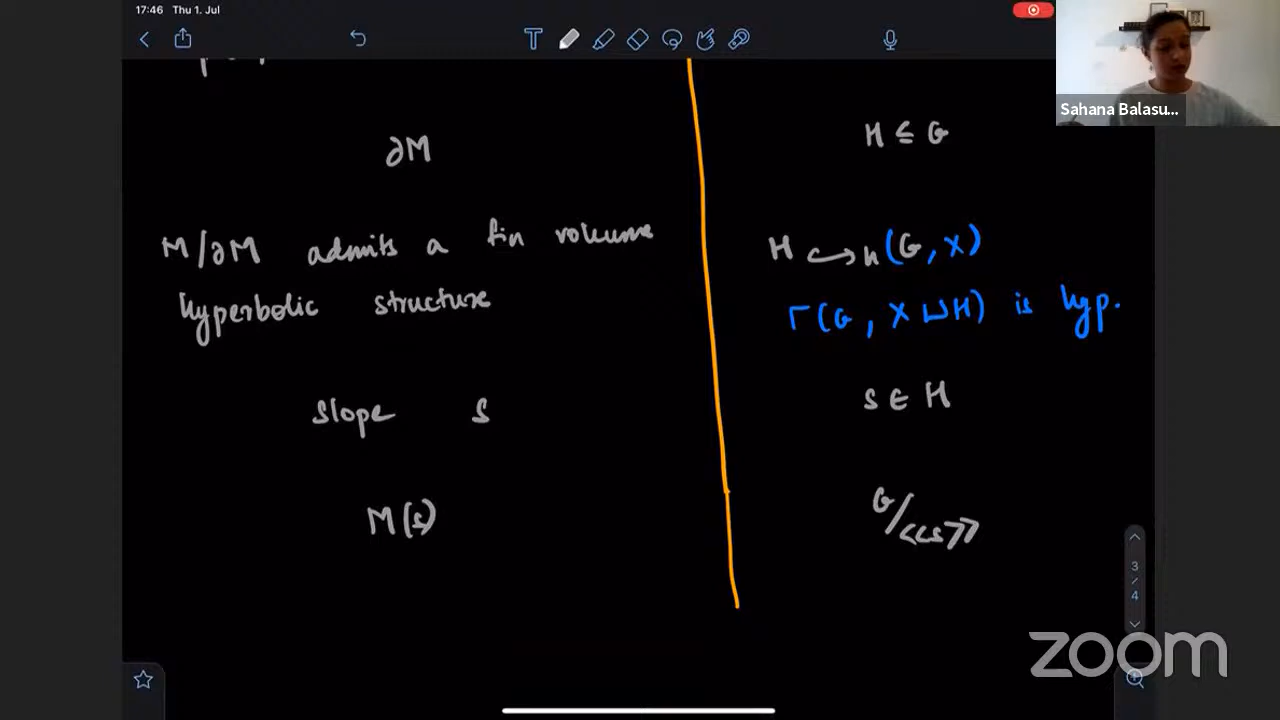 17:46 Thu 1. Jul
Sahana Balasu...
∂M
H ≤ G
M/∂M admits a fin volume
hyperbolic structure
H ↪h (G, X)
Γ(G, X ⊔ H) is hyp.
slope s
s ∈ H
M(s)
G/<<s>>
3
/
4
zoom